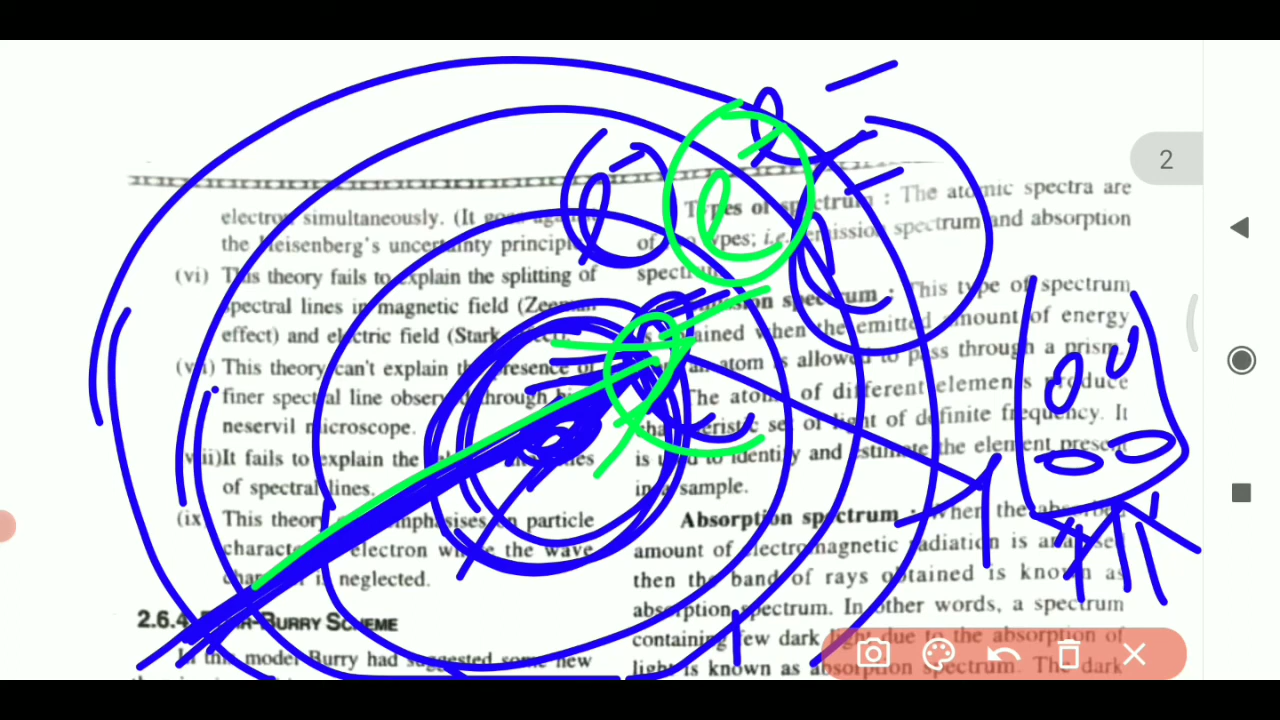 2
electron simultaneously. (It goes
the Heisenberg's uncertainty principle
(vi) This theory fails to explain the splitting of
spectral lines in magnetic field (Zeeman
effect) and electric field (Stark
This theory can't explain the presence of
finer spectral line observed through
neservil microscope.
It fails to explain the
of spectral lines.
(ix) This theory emphasises on particle
character electron the wave
is neglected.
2.6.4 BURRY SCHEME
In this model Burry had suggested some new
Types of spectrum : The atomic spectra are
of types; i.e. emission spectrum and absorption
spectrum.
spectrum : This type of spectrum
when the emitted amount of energy
an atom is allowed to pass through a prism.
The atoms of different elements produce
set of light of definite frequency. It
is used to identify and estimate the element present
in a sample.
Absorption spectrum : When the
amount of electromagnetic radiation is
then the band of rays obtained is known as
absorption spectrum. In other words, a spectrum
containing few dark due to the absorption of
light is known as absorption spectrum. The dark